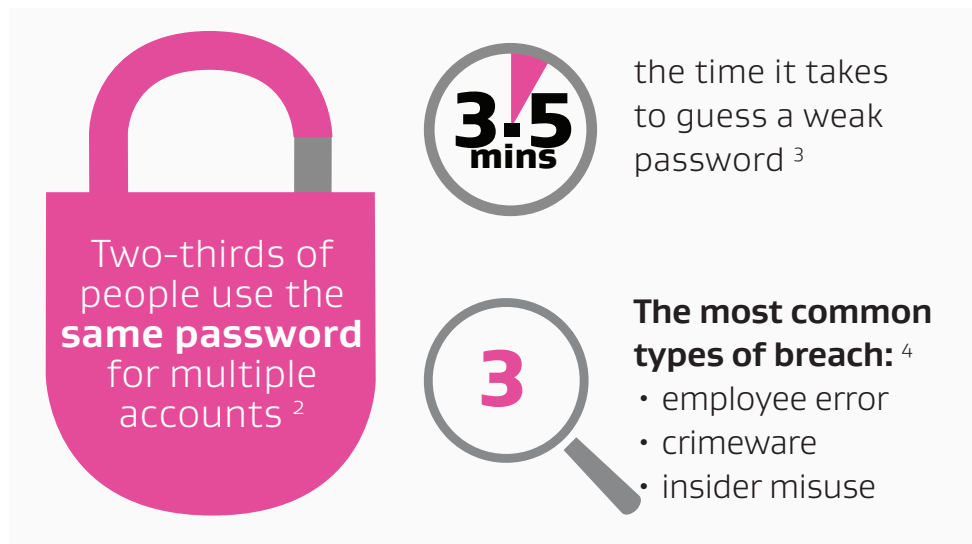 Two-thirds of
people use the
same password
for multiple
accounts 2
3.5
mins
the time it takes
to guess a weak
password 3
3
The most common
types of breach: 4
• employee error
• crimeware
• insider misuse